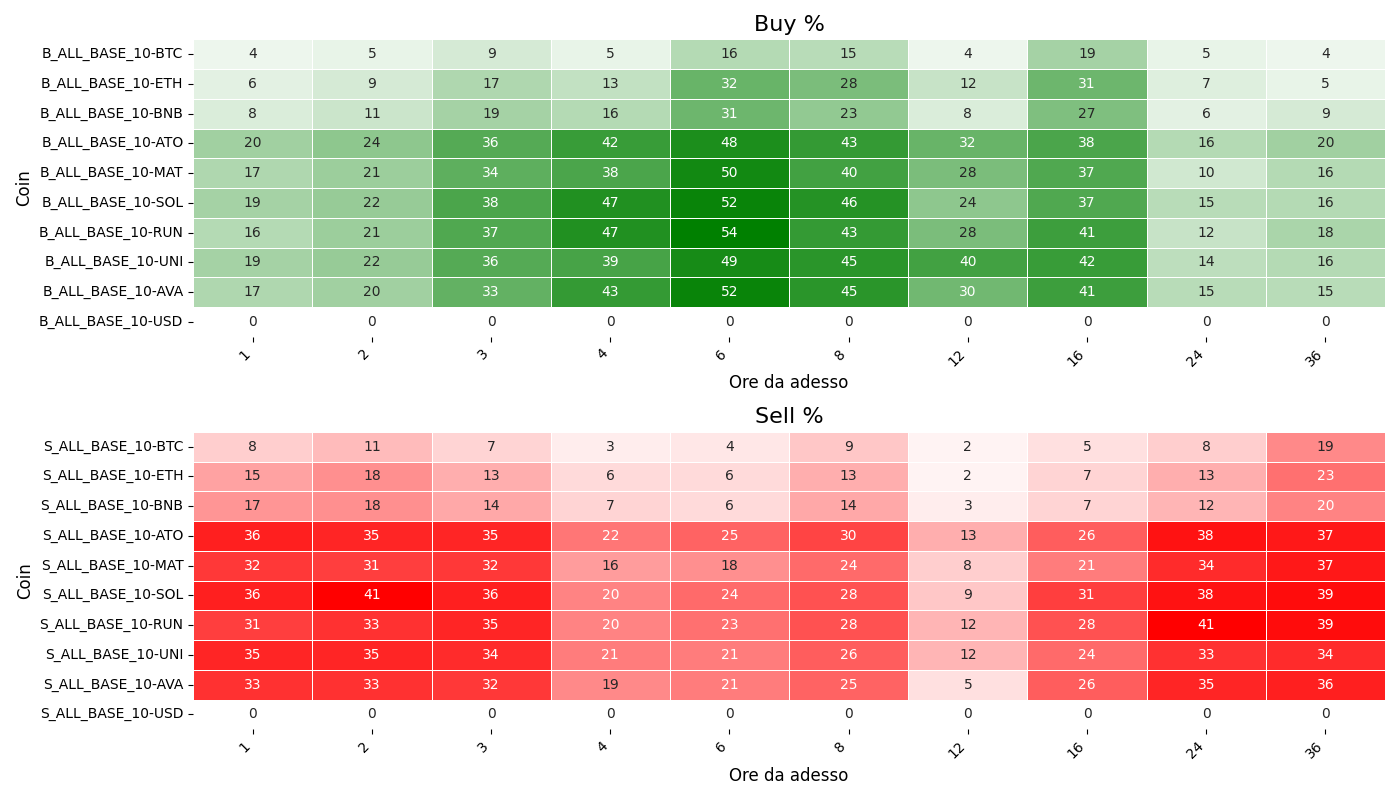 Buy %
Coin
B_ALL_BASE_10-BTC 4 5 9 5 16 15 4 19 5 4
B_ALL_BASE_10-ETH 6 9 17 13 32 28 12 31 7 5
B_ALL_BASE_10-BNB 8 11 19 16 31 23 8 27 6 9
B_ALL_BASE_10-ATO 20 24 36 42 48 43 32 38 16 20
B_ALL_BASE_10-MAT 17 21 34 38 50 40 28 37 10 16
B_ALL_BASE_10-SOL 19 22 38 47 52 46 24 37 15 16
B_ALL_BASE_10-RUN 16 21 37 47 54 43 28 41 12 18
B_ALL_BASE_10-UNI 19 22 36 39 49 45 40 42 14 16
B_ALL_BASE_10-AVA 17 20 33 43 52 45 30 41 15 15
B_ALL_BASE_10-USD 0 0 0 0 0 0 0 0 0 0
1 2 3 4 6 8 12 16 24 36
Ore da adesso
Sell %
Coin
S_ALL_BASE_10-BTC 8 11 7 3 4 9 2 5 8 19
S_ALL_BASE_10-ETH 15 18 13 6 6 13 2 7 13 23
S_ALL_BASE_10-BNB 17 18 14 7 6 14 3 7 12 20
S_ALL_BASE_10-ATO 36 35 35 22 25 30 13 26 38 37
S_ALL_BASE_10-MAT 32 31 32 16 18 24 8 21 34 37
S_ALL_BASE_10-SOL 36 41 36 20 24 28 9 31 38 39
S_ALL_BASE_10-RUN 31 33 35 20 23 28 12 28 41 39
S_ALL_BASE_10-UNI 35 35 34 21 21 26 12 24 33 34
S_ALL_BASE_10-AVA 33 33 32 19 21 25 5 26 35 36
S_ALL_BASE_10-USD 0 0 0 0 0 0 0 0 0 0
1 2 3 4 6 8 12 16 24 36
Ore da adesso